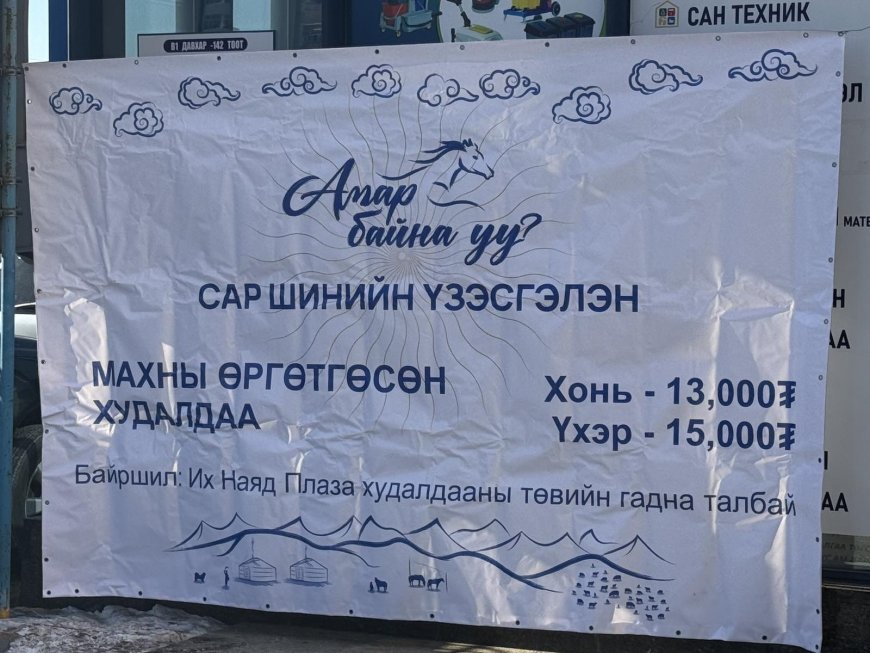 САН ТЕХНИК
B1 ДАВХАР -142 ТООТ
Амар
байна уу?
САР ШИНИЙН ҮЗЭСГЭЛЭН
МАХНЫ ӨРГӨТГӨСӨН
ХУДАЛДАА
Хонь - 13,000₮
Үхэр - 15,000₮
Байршил: Их Наяд Плаза худалдааны төвийн гадна талбай